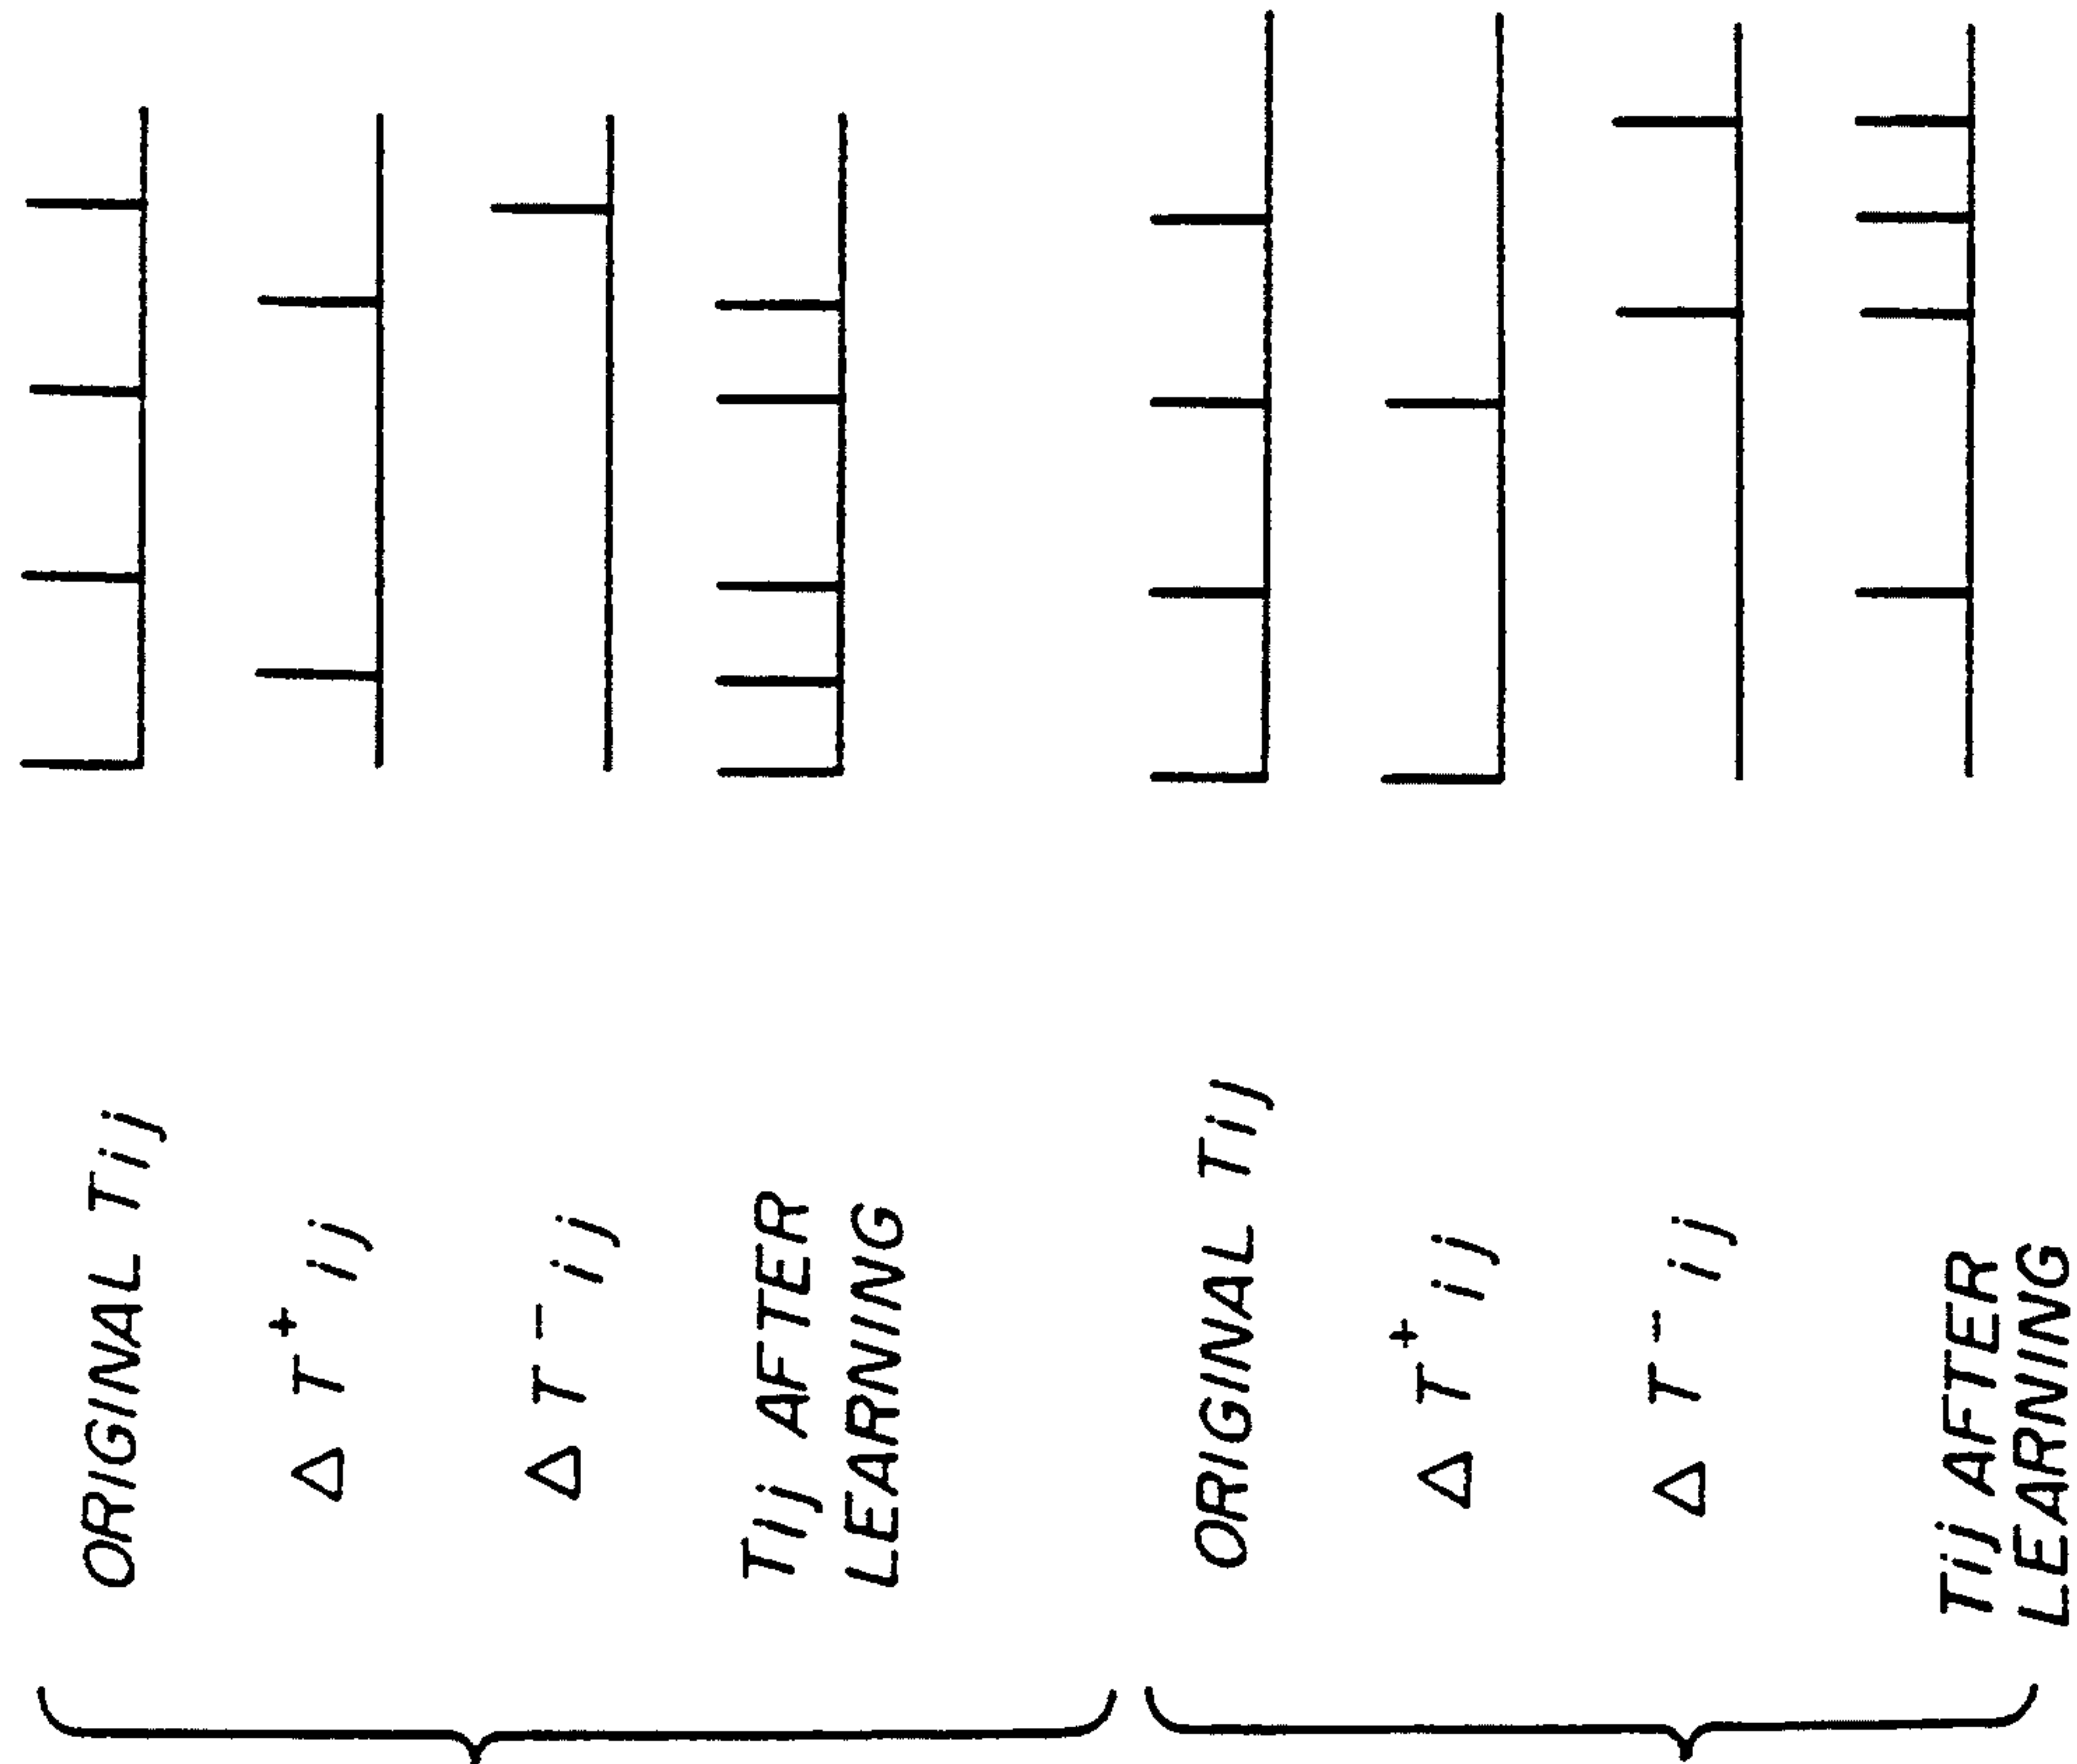 ORIGINAL Tij
Δ T⁺ ij
Δ T⁻ ij
Tij AFTER
LEARNING
ORIGINAL Tij
Δ T⁺ ij
Δ T⁻ ij
Tij AFTER
LEARNING